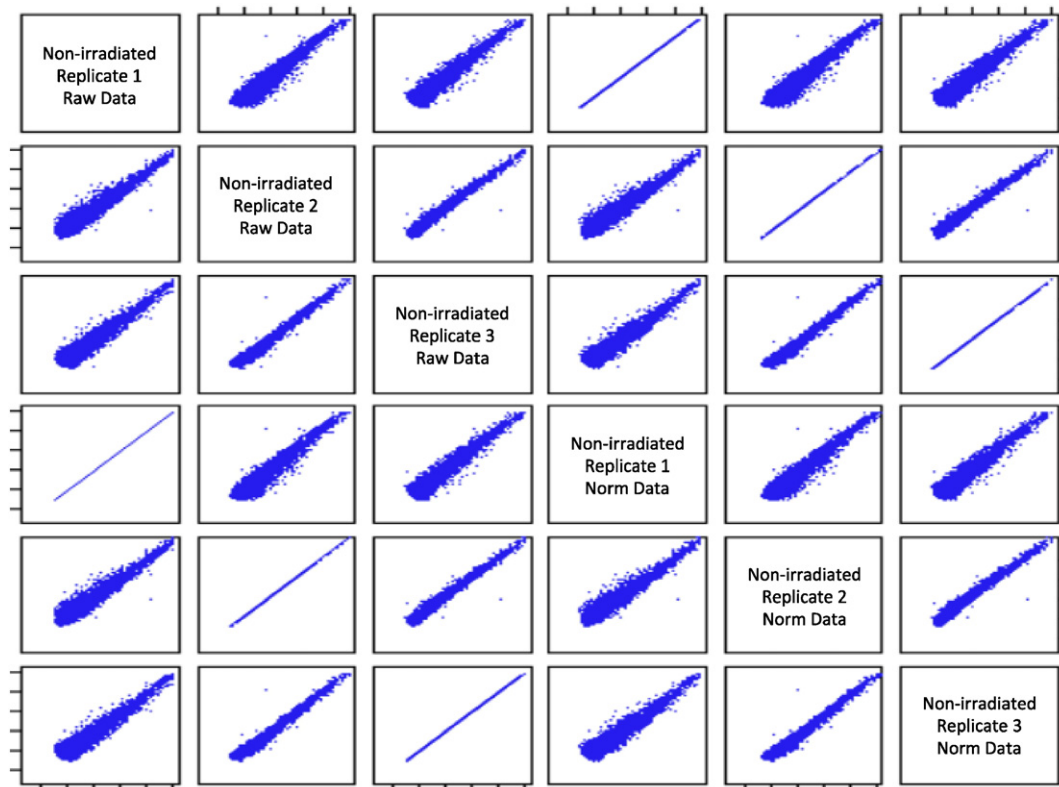 Non-irradiated
Replicate 1
Raw Data
Non-irradiated
Replicate 2
Raw Data
Non-irradiated
Replicate 3
Raw Data
Non-irradiated
Replicate 1
Norm Data
Non-irradiated
Replicate 2
Norm Data
Non-irradiated
Replicate 3
Norm Data